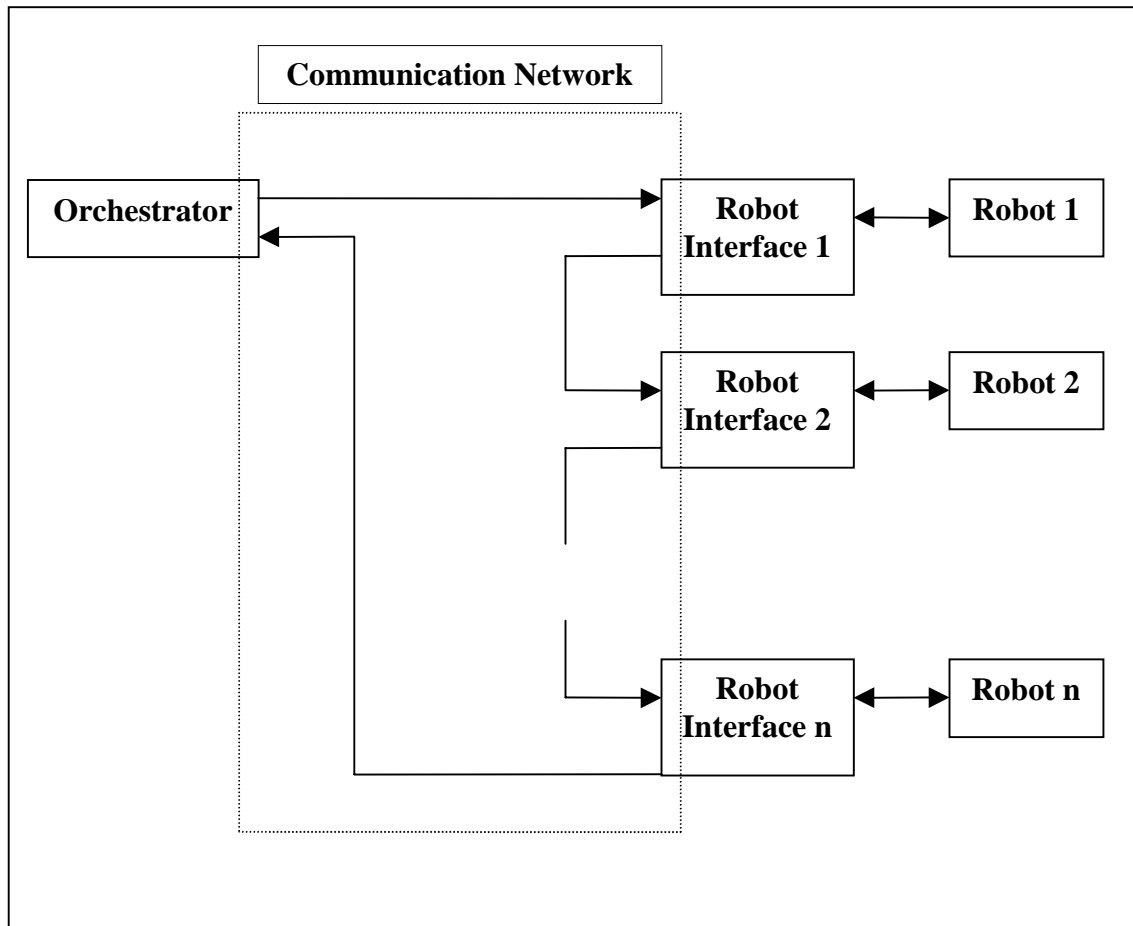 Communication Network
Orchestrator
Robot
Interface 1
Robot 1
Robot
Interface 2
Robot 2
Robot
Interface n
Robot n